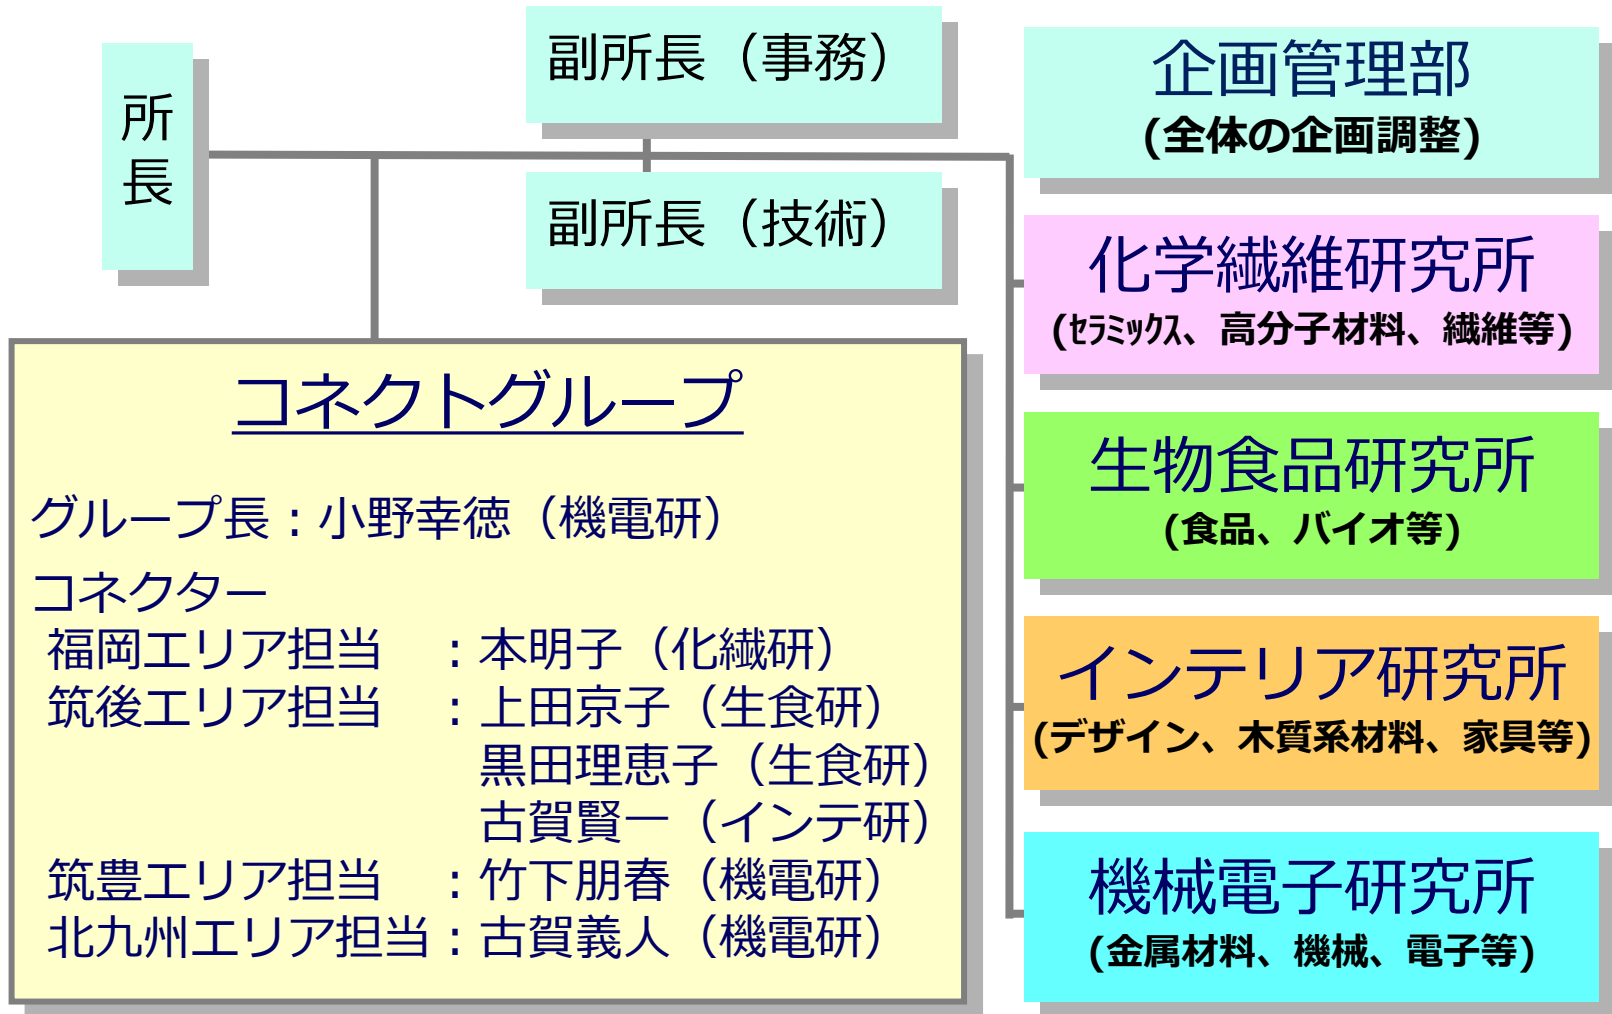 所
長
副所長（事務）
副所長（技術）
コネクトグループ
グループ長：小野幸徳（機電研）
コネクター
福岡エリア担当　：本明子（化繊研）
筑後エリア担当　：上田京子（生食研）
黒田理恵子（生食研）
古賀賢一（インテ研）
筑豊エリア担当　：竹下朋春（機電研）
北九州エリア担当：古賀義人（機電研）
企画管理部
(全体の企画調整)
化学繊維研究所
(ｾﾗﾐｯｸｽ、高分子材料、繊維等)
生物食品研究所
(食品、バイオ等)
インテリア研究所
(デザイン、木質系材料、家具等)
機械電子研究所
(金属材料、機械、電子等)